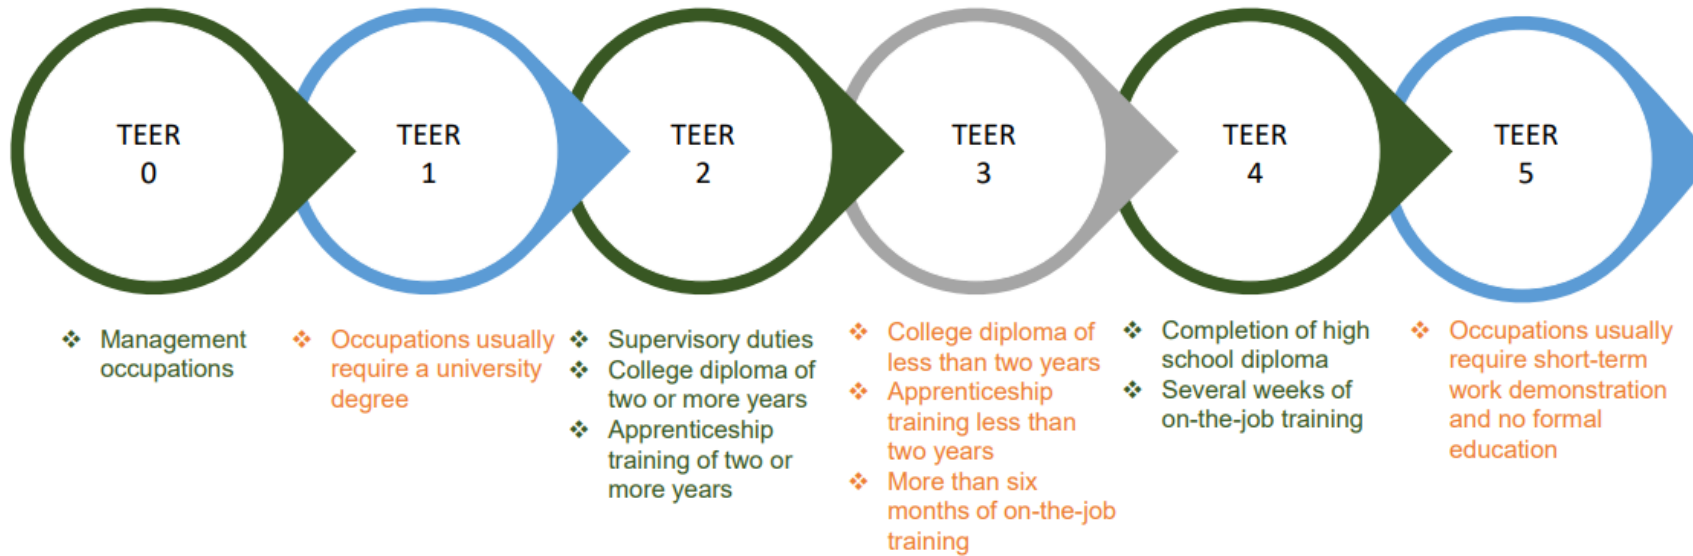 TEER
0
TEER
1
TEER
2
TEER
3
TEER
4
TEER
5
❖ Management
occupations
❖ Occupations usually
require a university
degree
❖ Supervisory duties
❖ College diploma of
two or more years
❖ Apprenticeship
training of two or
more years
❖ College diploma of
less than two years
❖ Apprenticeship
training less than
two years
❖ More than six
months of on-the-job
training
❖ Completion of high
school diploma
❖ Several weeks of
on-the-job training
❖ Occupations usually
require short-term
work demonstration
and no formal
education